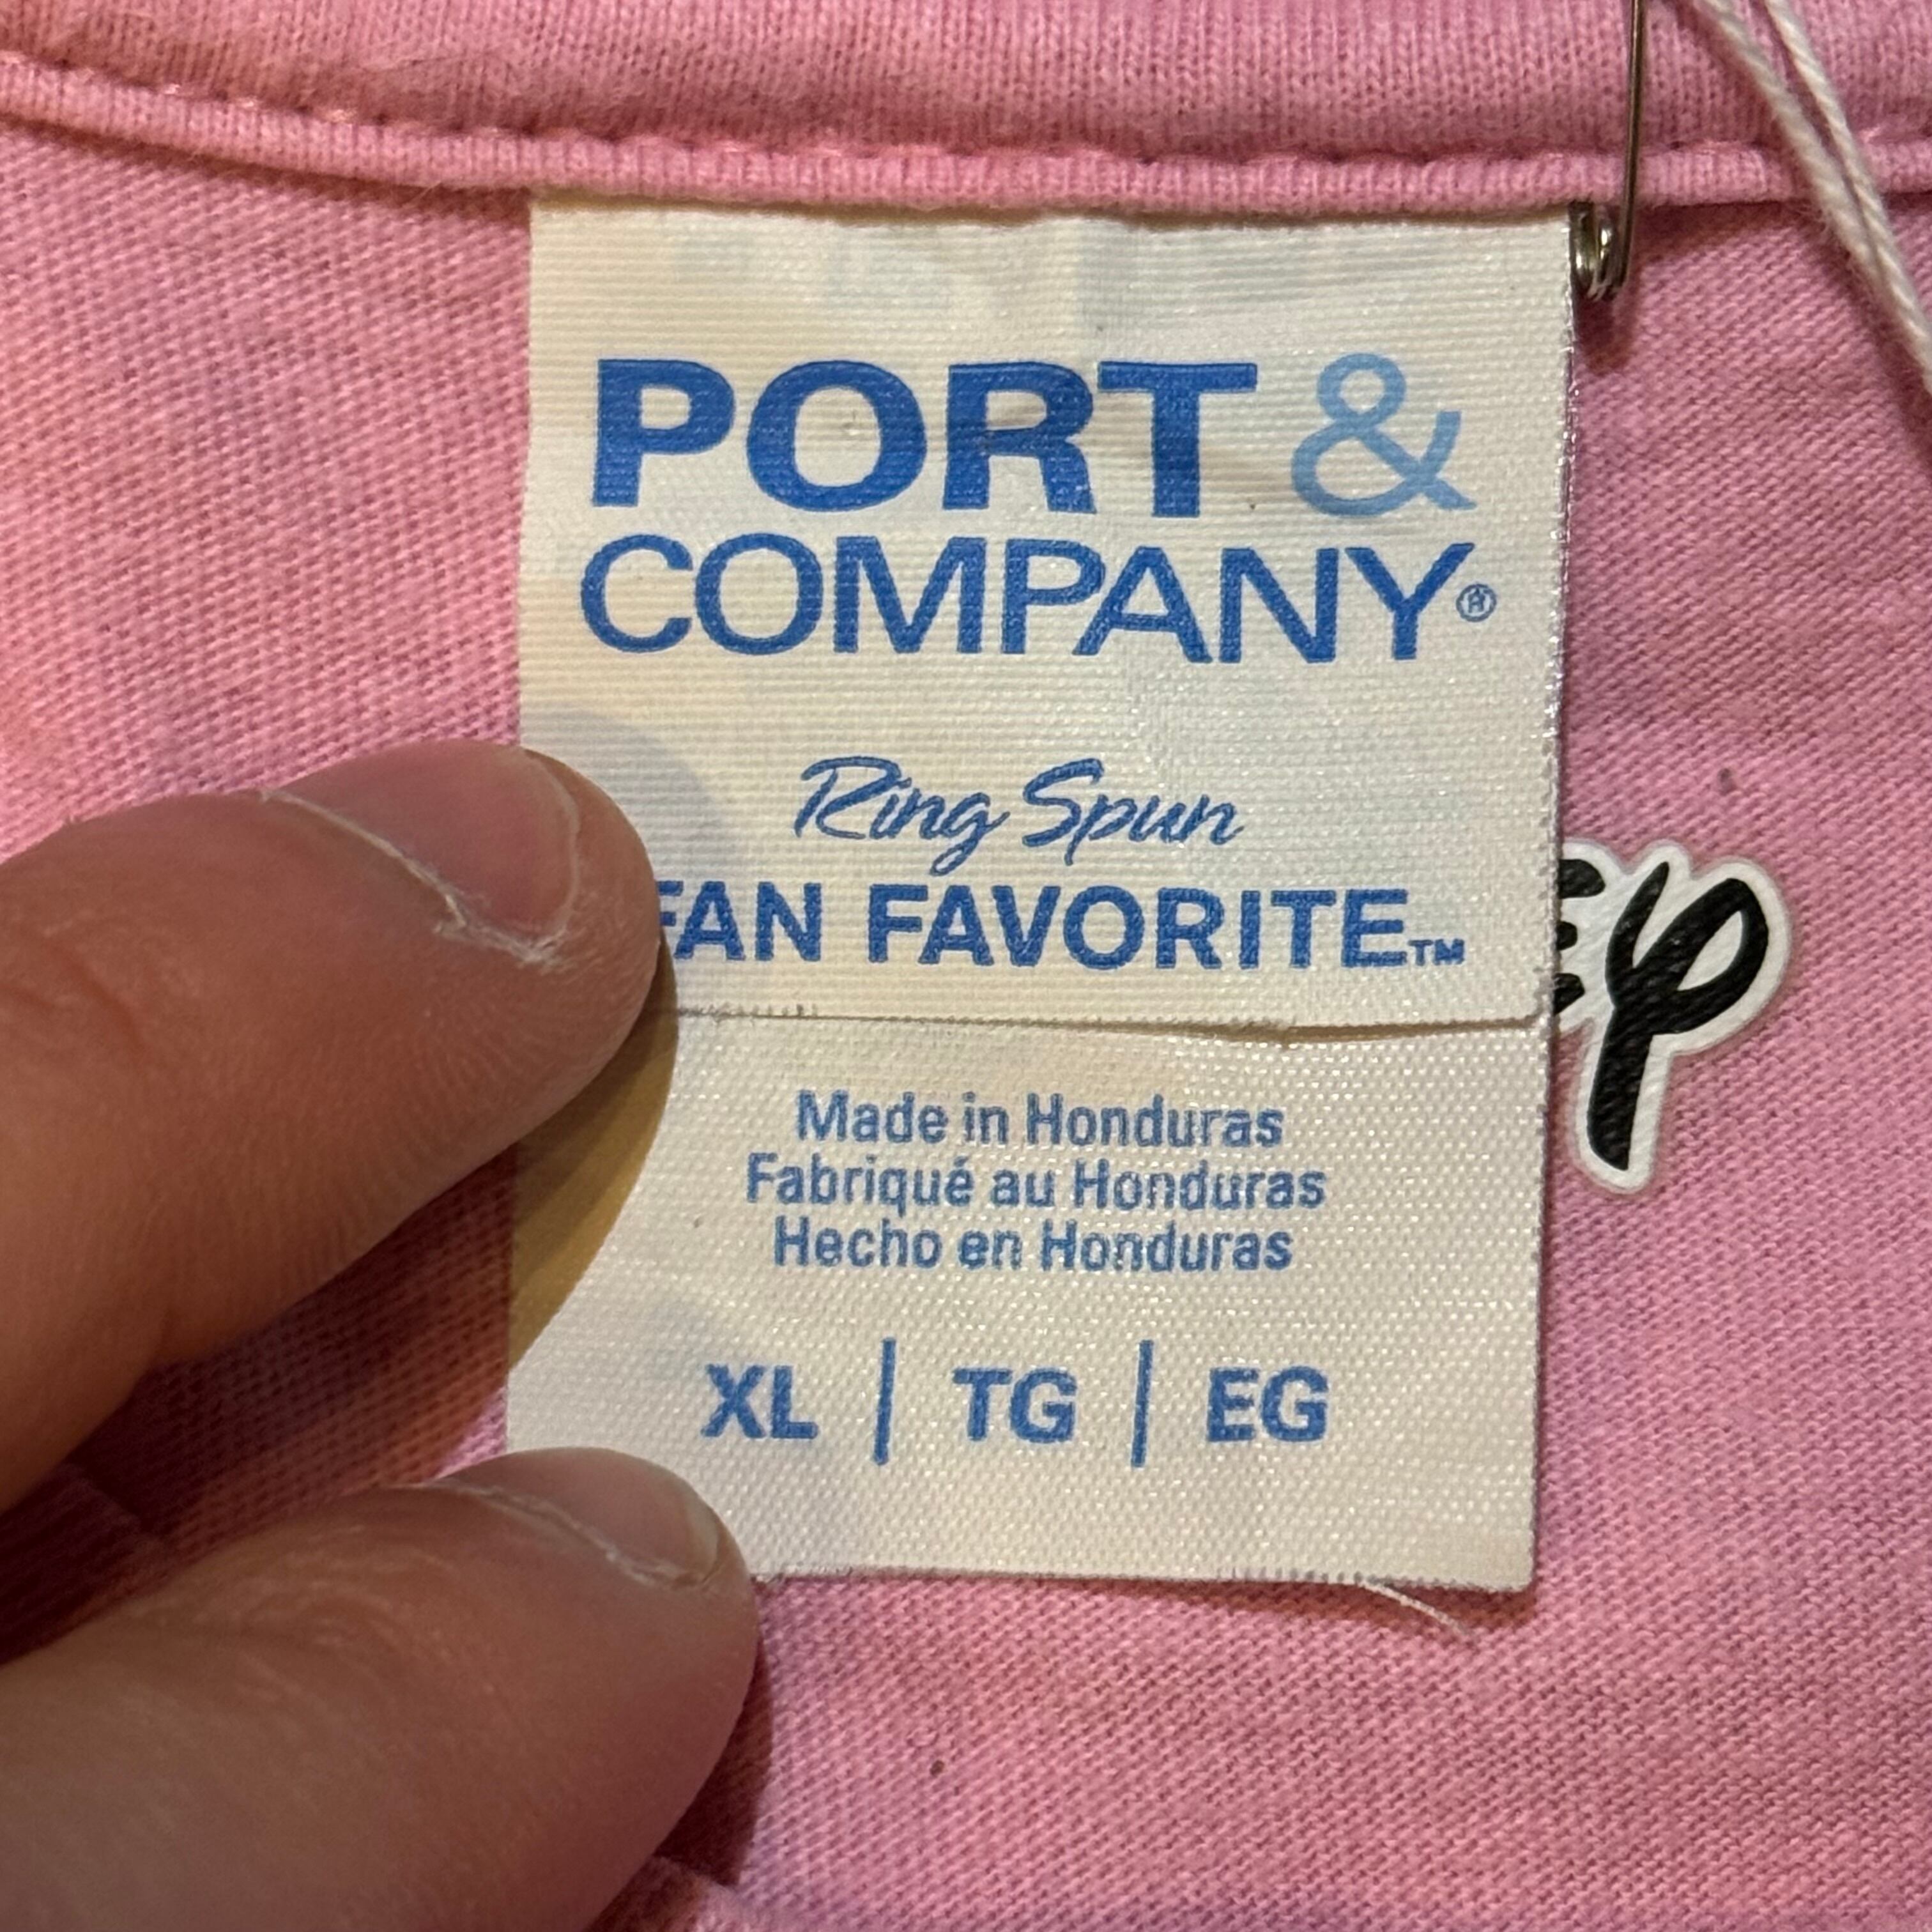 PORT &
COMPANY®
Ring Spun
FAN FAVORITE™
Made in Honduras
Fabriqué au Honduras
Hecho en Honduras
XL | TG | EG